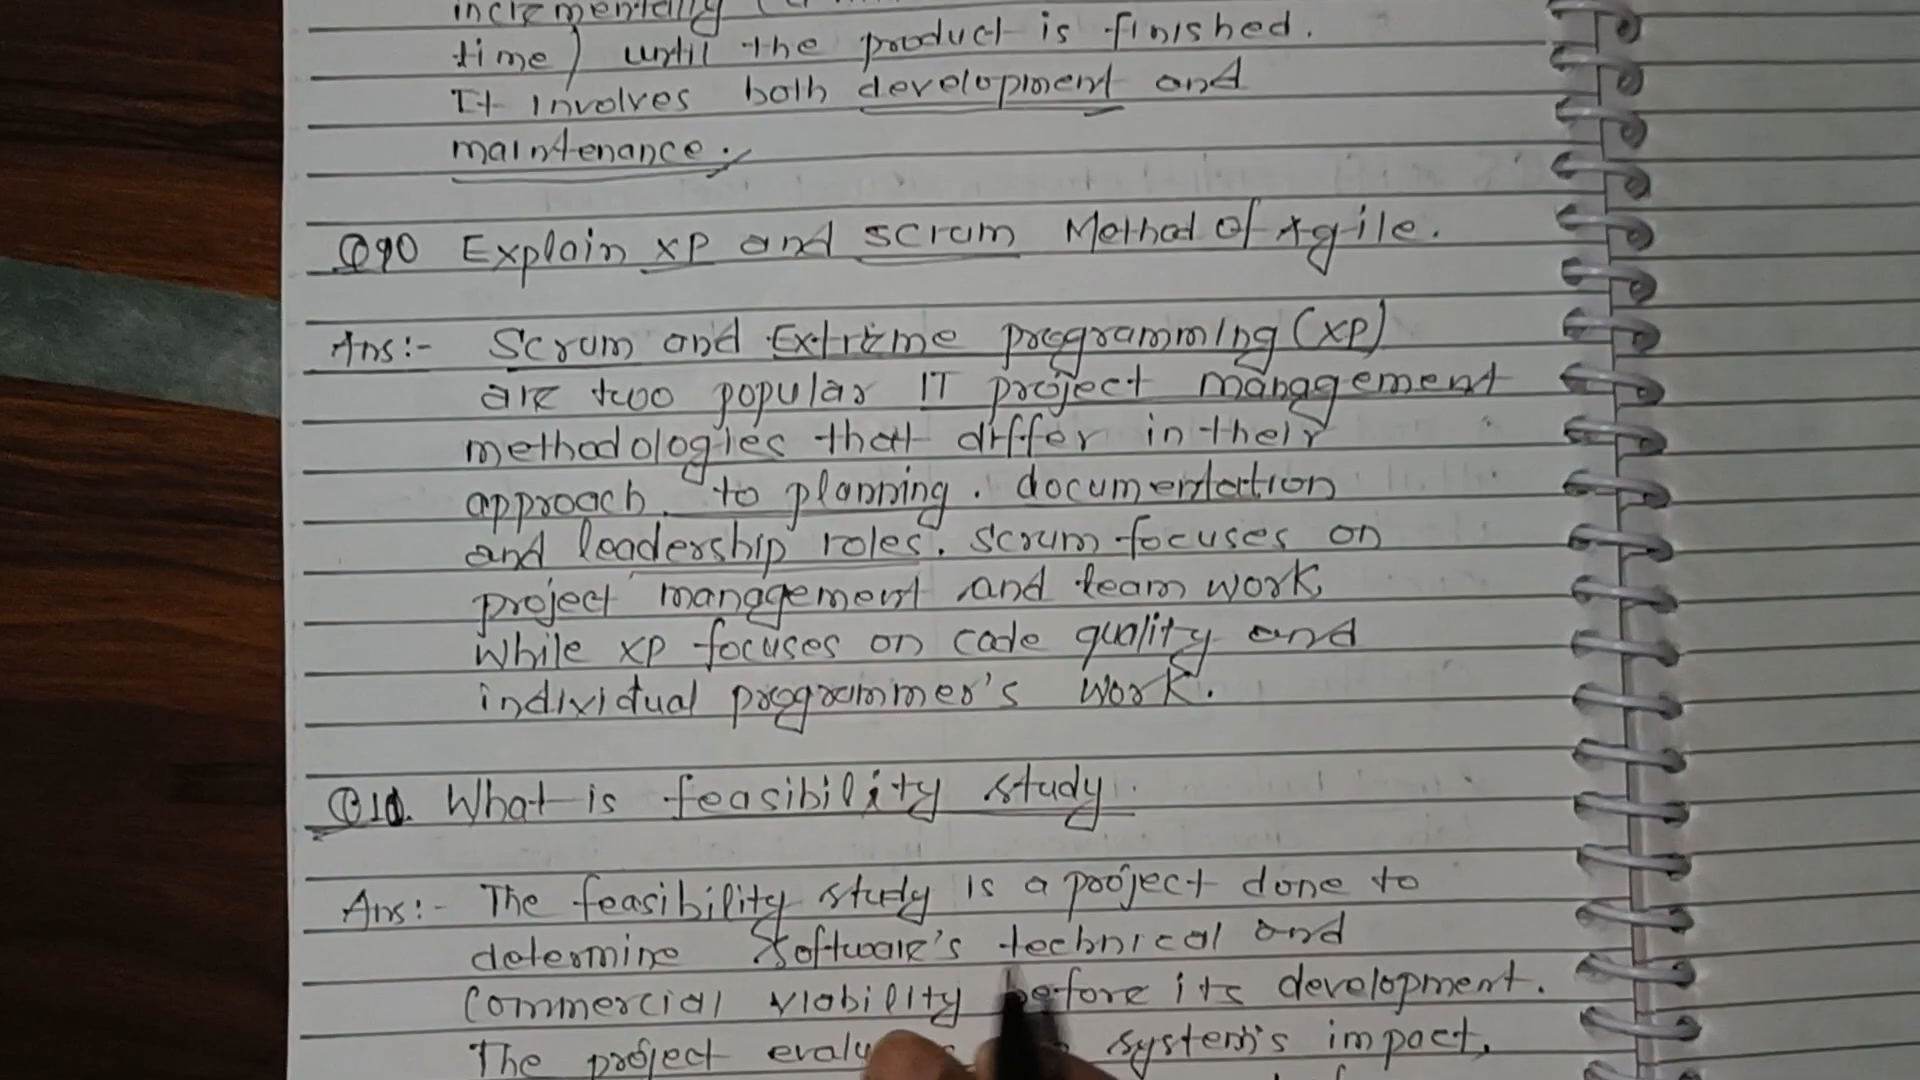 incrementally
time) until the product is finished.
It involves both development and
maintenance.
Q90 Explain XP and scrum Method of Agile.
Ans:- Scrum and Extreme programming (XP)
are two popular IT project management
methodologies that differ in their
approach to planning, documentation
and leadership roles. Scrum focuses on
project management and team work,
while XP focuses on code quality and
individual programmer's work.
Q10. What is feasibility study.
Ans:- The feasibility study is a project done to
determine Software's technical and
Commercial viability before its development.
The project system's impact,